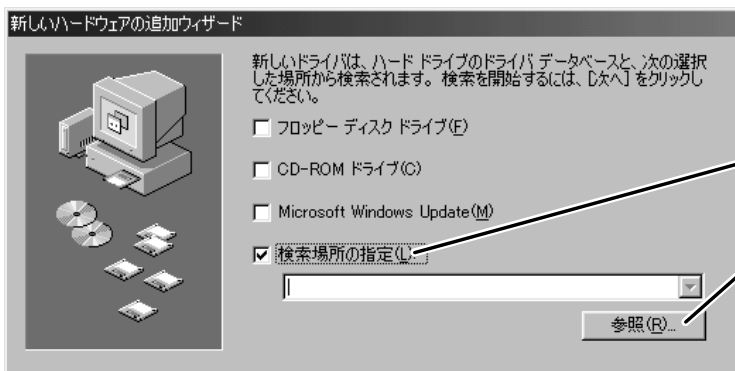 新しいハードウェアの追加ウィザード
新しいドライバは、ハード ドライブのドライバ データベースと、次の選択
した場所から検索されます。検索を開始するには、[次へ] をクリックし
てください。
フロッピー ディスク ドライブ(F)
CD-ROM ドライブ(C)
Microsoft Windows Update(M)
検索場所の指定(L):
参照(R)...